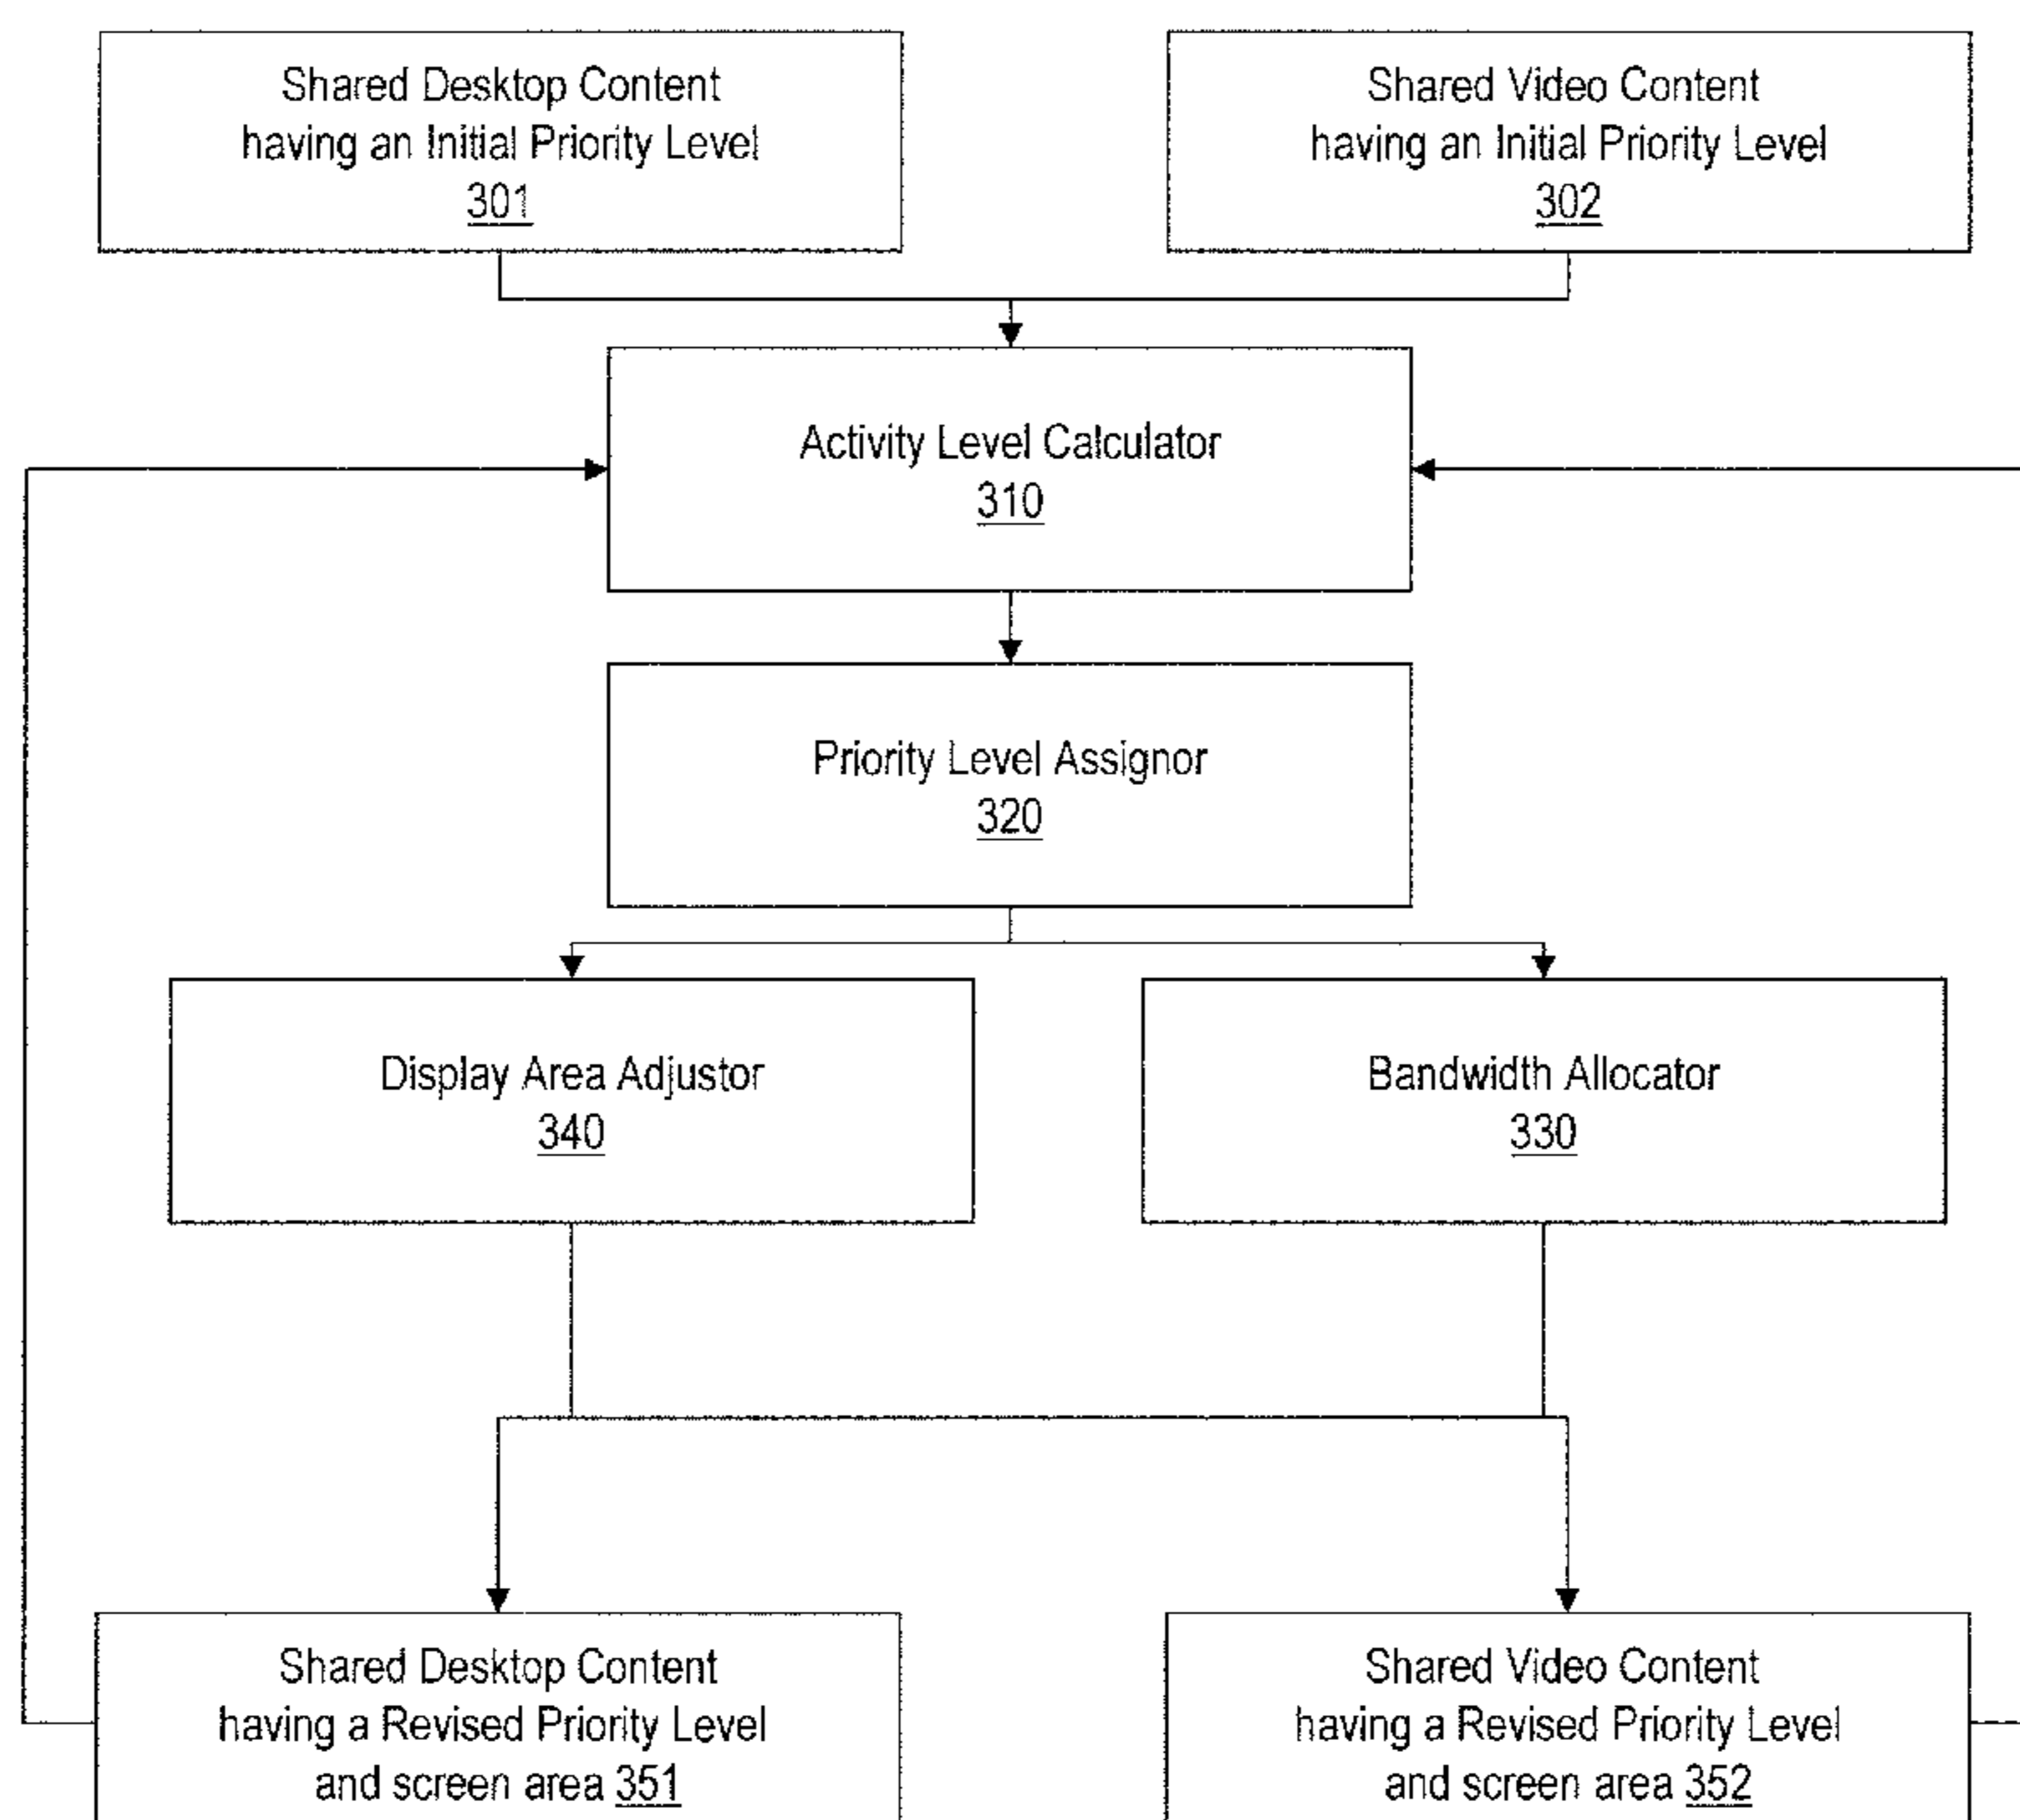 Shared Desktop Content
having an Initial Priority Level
301
Shared Video Content
having an Initial Priority Level
302
Activity Level Calculator
310
Priority Level Assignor
320
Display Area Adjustor
340
Bandwidth Allocator
330
Shared Desktop Content
having a Revised Priority Level
and screen area 351
Shared Video Content
having a Revised Priority Level
and screen area 352